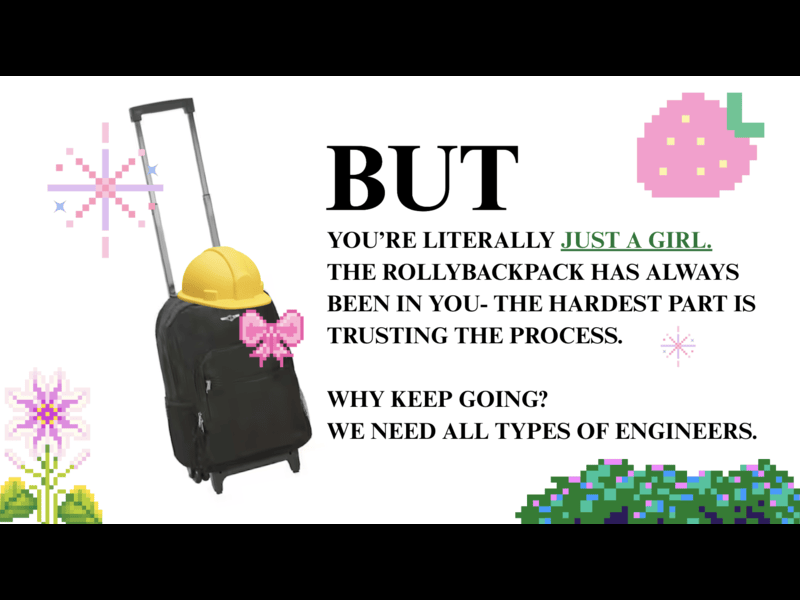 BUT
YOU’RE LITERALLY JUST A GIRL.
THE ROLLYBACKPACK HAS ALWAYS
BEEN IN YOU- THE HARDEST PART IS
TRUSTING THE PROCESS.
WHY KEEP GOING?
WE NEED ALL TYPES OF ENGINEERS.